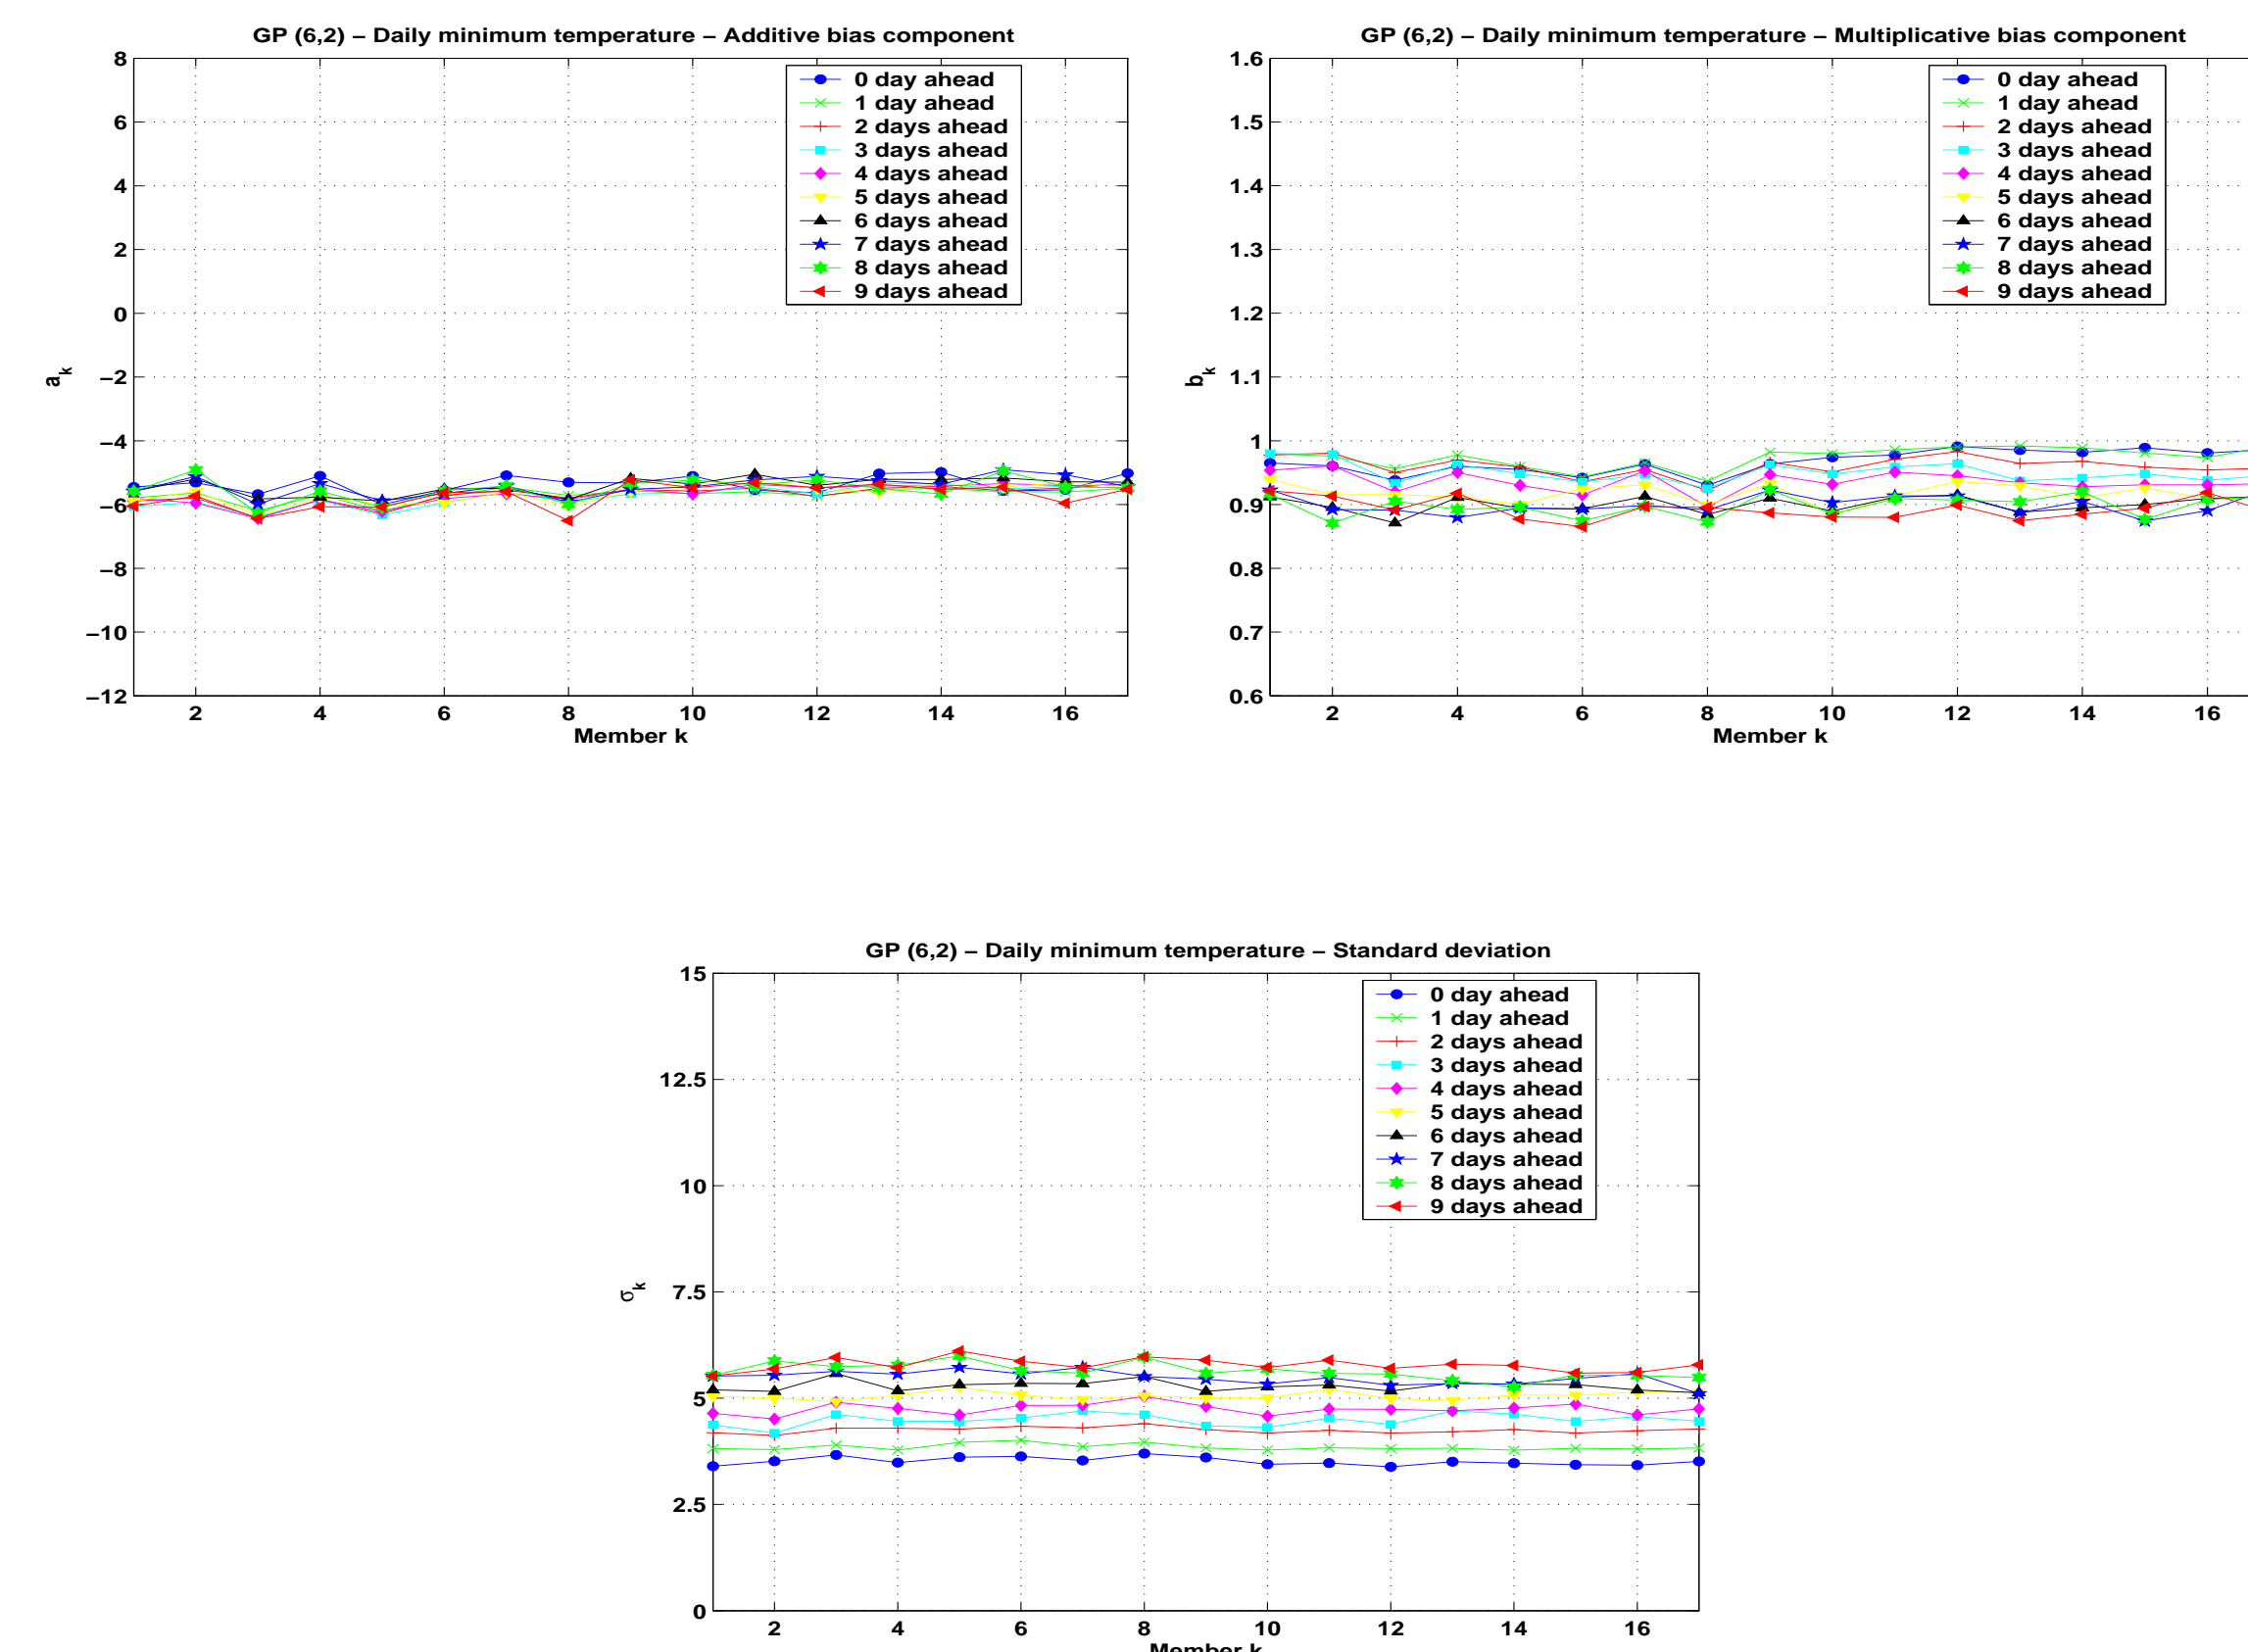 GP (6,2) – Daily minimum temperature – Additive bias component
8
6
4
2
0
−2
−4
−6
−8
−10
−12
a_k
0 day ahead
1 day ahead
2 days ahead
3 days ahead
4 days ahead
5 days ahead
6 days ahead
7 days ahead
8 days ahead
9 days ahead
2 4 6 8 10 12 14 16
Member k
GP (6,2) – Daily minimum temperature – Multiplicative bias component
1.6
1.5
1.4
1.3
1.2
1.1
1
0.9
0.8
0.7
0.6
b_k
0 day ahead
1 day ahead
2 days ahead
3 days ahead
4 days ahead
5 days ahead
6 days ahead
7 days ahead
8 days ahead
9 days ahead
2 4 6 8 10 12 14 16
Member k
GP (6,2) – Daily minimum temperature – Standard deviation
15
12.5
10
7.5
5
2.5
0
σ_k
0 day ahead
1 day ahead
2 days ahead
3 days ahead
4 days ahead
5 days ahead
6 days ahead
7 days ahead
8 days ahead
9 days ahead
2 4 6 8 10 12 14 16
Member k